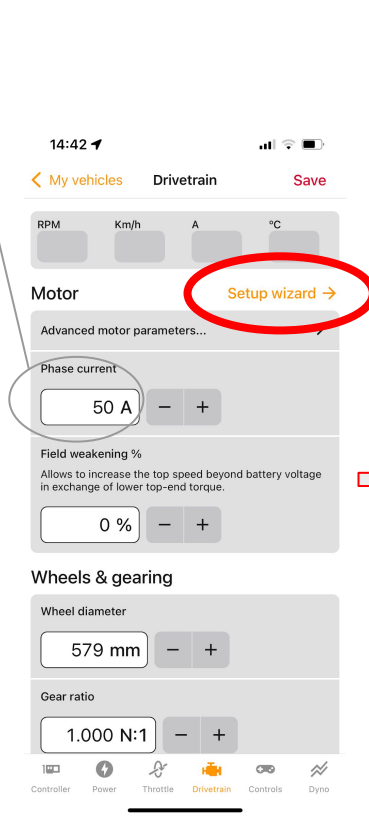 14:42
My vehicles Drivetrain Save
RPM Km/h A °C
Motor Setup wizard →
Advanced motor parameters...
Phase current
50 A − +
Field weakening %
Allows to increase the top speed beyond battery voltage
in exchange of lower top-end torque.
0 % − +
Wheels & gearing
Wheel diameter
579 mm − +
Gear ratio
1.000 N:1 − +
Controller Power Throttle Drivetrain Controls Dyno